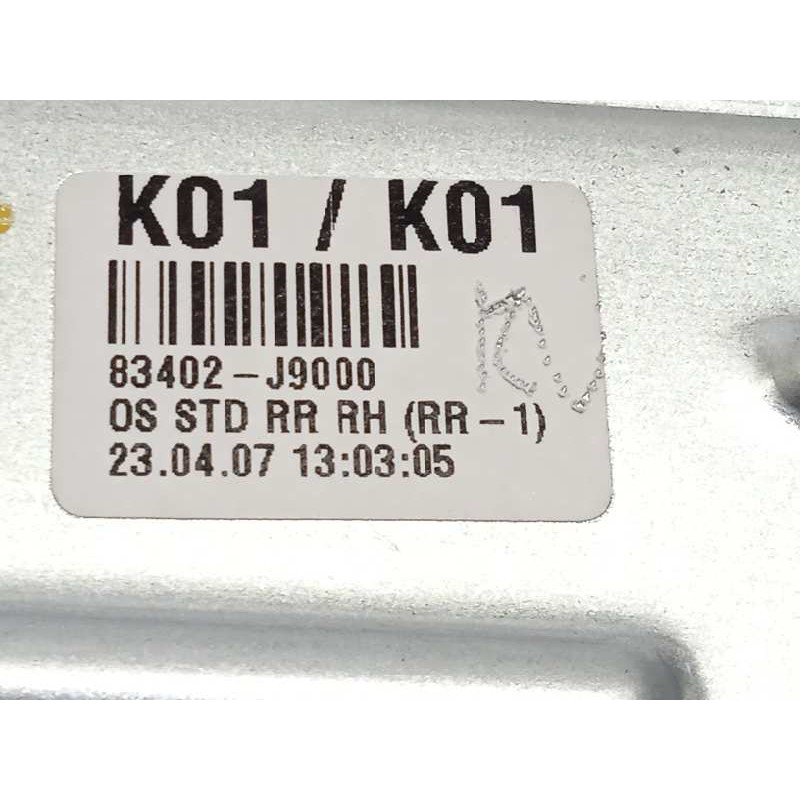 K01 / K01
83402-J9000
OS STD RR RH (RR-1)
23.04.07 13:03:05